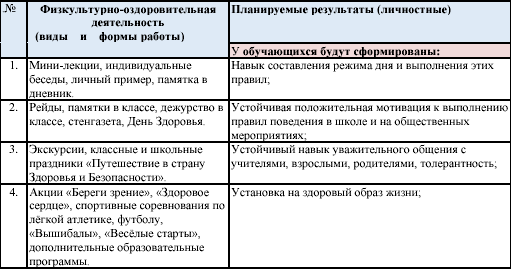 № Физкультурно-оздоровительная деятельность (виды и формы работы) Планируемые результаты (личностные)
У обучающихся будут сформированы:
1. Мини-лекции, индивидуальные
беседы, личный пример, памятка в
дневник.
Навык составления режима дня и выполнения этих
правил;
2. Рейды, памятки в классе, дежурство в
классе, стенгазета, День Здоровья.
Устойчивая положительная мотивация к выполнению
правил поведения в школе и на общественных
мероприятиях;
3. Экскурсии, классные и школьные
праздники «Путешествие в страну
Здоровья и Безопасности».
Устойчивый навык уважительного общения с
учителями, взрослыми, родителями, толерантность;
4. Акции «Береги зрение», «Здоровое
сердце», спортивные соревнования по
лёгкой атлетике, футболу,
«Вышибалы», «Весёлые старты»,
дополнительные образовательные
программы.
Установка на здоровый образ жизни;